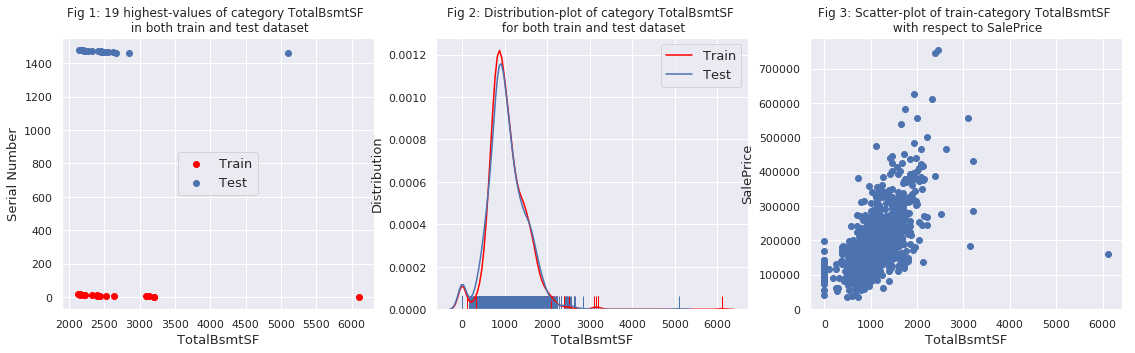 Fig 1: 19 highest-values of category TotalBsmtSF
in both train and test dataset
1400
1200
1000
800
600
400
200
0
Serial Number
Train
Test
2000 2500 3000 3500 4000 4500 5000 5500 6000
TotalBsmtSF
Fig 2: Distribution-plot of category TotalBsmtSF
for both train and test dataset
0.0012
0.0010
0.0008
0.0006
0.0004
0.0002
0.0000
Distribution
Train
Test
0 1000 2000 3000 4000 5000 6000
TotalBsmtSF
Fig 3: Scatter-plot of train-category TotalBsmtSF
with respect to SalePrice
700000
600000
500000
400000
300000
200000
100000
0
SalePrice
0 1000 2000 3000 4000 5000 6000
TotalBsmtSF